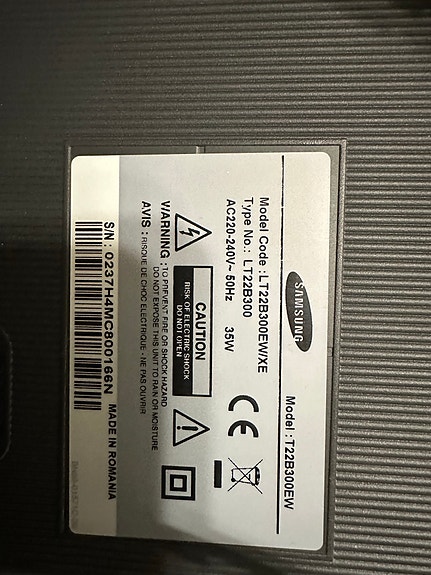 SAMSUNG
Model : T22B300EW
Model Code : LT22B300EW/XE
Type No.: LT22B300
AC220-240V~ 50Hz 35W
CE
CAUTION
RISK OF ELECTRIC SHOCK
DO NOT OPEN
WARNING : TO PREVENT FIRE OR SHOCK HAZARD
DO NOT EXPOSE THIS UNIT TO RAIN OR MOISTURE
AVIS : RISQUE DE CHOC ELECTRIQUE - NE PAS OUVRIR
S/N : 0237H4MC800166N
MADE IN ROMANIA